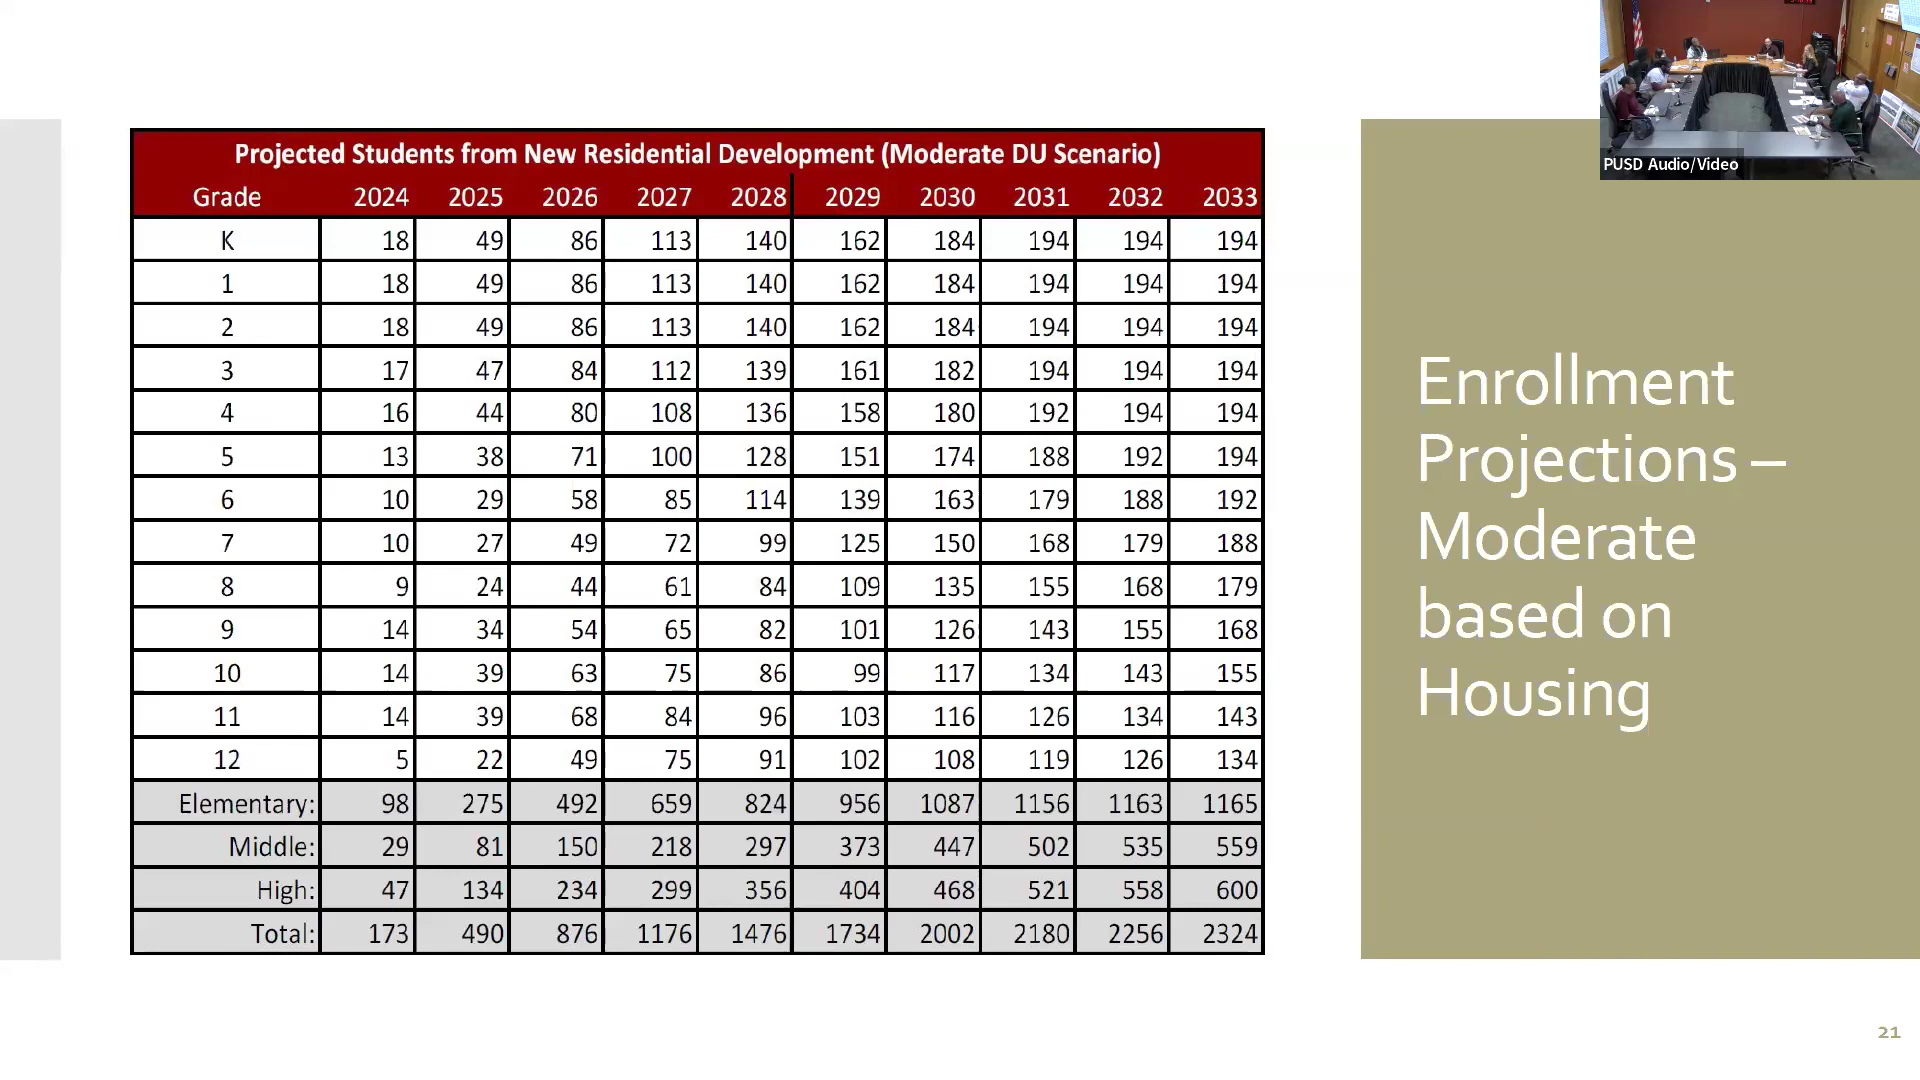 Projected Students from New Residential Development (Moderate DU Scenario)
Grade 2024 2025 2026 2027 2028 2029 2030 2031 2032 2033
K 18 49 86 113 140 162 184 194 194 194
1 18 49 86 113 140 162 184 194 194 194
2 18 49 86 113 140 162 184 194 194 194
3 17 47 84 112 139 161 182 194 194 194
4 16 44 80 108 136 158 180 192 194 194
5 13 38 71 100 128 151 174 188 192 194
6 10 29 58 85 114 139 163 179 188 192
7 10 27 49 72 99 125 150 168 179 188
8 9 24 44 61 84 109 135 155 168 179
9 14 34 54 65 82 101 126 143 155 168
10 14 39 63 75 86 99 117 134 143 155
11 14 39 68 84 96 103 116 126 134 143
12 5 22 49 75 91 102 108 119 126 134
Elementary: 98 275 492 659 824 956 1087 1156 1163 1165
Middle: 29 81 150 218 297 373 447 502 535 559
High: 47 134 234 299 356 404 468 521 558 600
Total: 173 490 876 1176 1476 1734 2002 2180 2256 2324
PUSD Audio/Video
Enrollment
Projections –
Moderate
based on
Housing
21